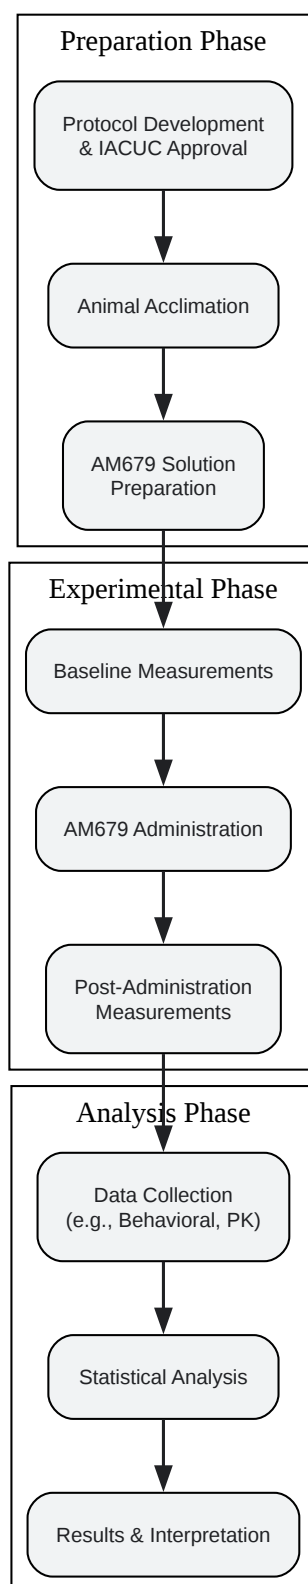 Preparation Phase
Protocol Development
& IACUC Approval
Animal Acclimation
AM679 Solution
Preparation
Experimental Phase
Baseline Measurements
AM679 Administration
Post-Administration
Measurements
Analysis Phase
Data Collection
(e.g., Behavioral, PK)
Statistical Analysis
Results & Interpretation